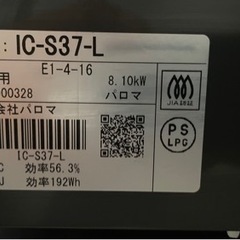 : IC-S37-L
E1-4-16
用 8.10kW
00328 パロマ
会社パロマ
JIA認証
PS
LPG
IC-S37-L
C 効率56.3%
J 効率192Wh